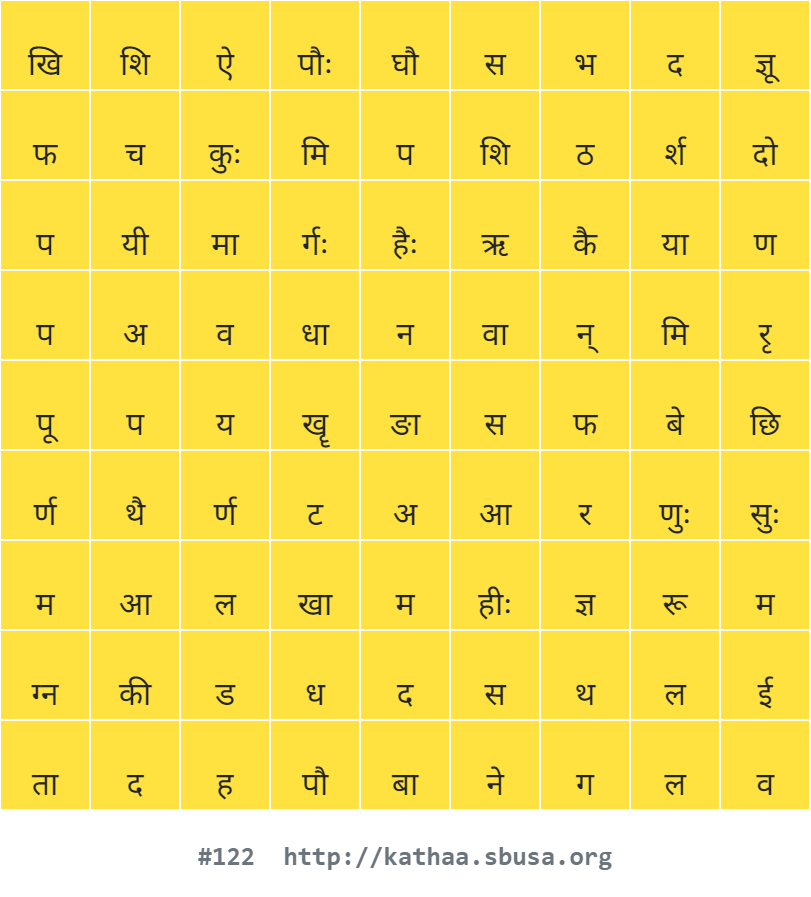 खि शि ऐ पौः घौ स भ द ज्ञू
फ च कुः मि प शि ठ र्श दो
प यी मा र्गः हैः ऋ कै या ण
प अ व धा न वा न् मि रृ
पू प य खॄ ङा स फ बे छि
र्ण थै र्ण ट अ आ र णुः सुः
म आ ल खा म हीः ज्ञ रू म
ग्न की ड ध द स थ ल ई
ता द ह पौ बा ने ग ल व
#122 http://kathaa.sbusa.org